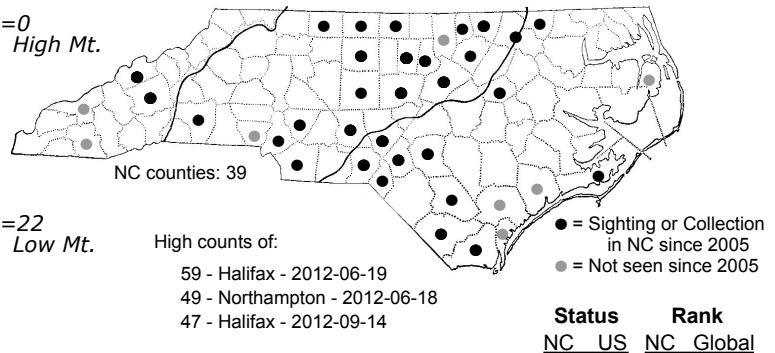 =0
High Mt.
NC counties: 39
=22
Low Mt.
High counts of:
59 - Halifax - 2012-06-19
49 - Northampton - 2012-06-18
47 - Halifax - 2012-09-14
= Sighting or Collection
in NC since 2005
= Not seen since 2005
Status Rank
NC US NC Global